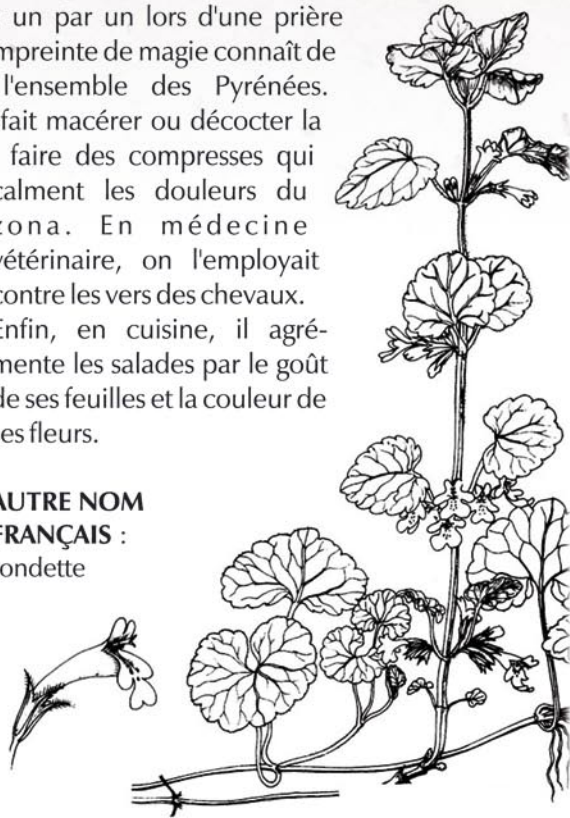 un par un lors d'une prière
mpreinte de magie connaît de
l'ensemble des Pyrénées.
fait macérer ou décocter la
faire des compresses qui
calment les douleurs du
zona. En médecine
vétérinaire, on l'employait
contre les vers des chevaux.
Enfin, en cuisine, il agré-
mente les salades par le goût
de ses feuilles et la couleur de
es fleurs.
AUTRE NOM
FRANÇAIS :
ondette